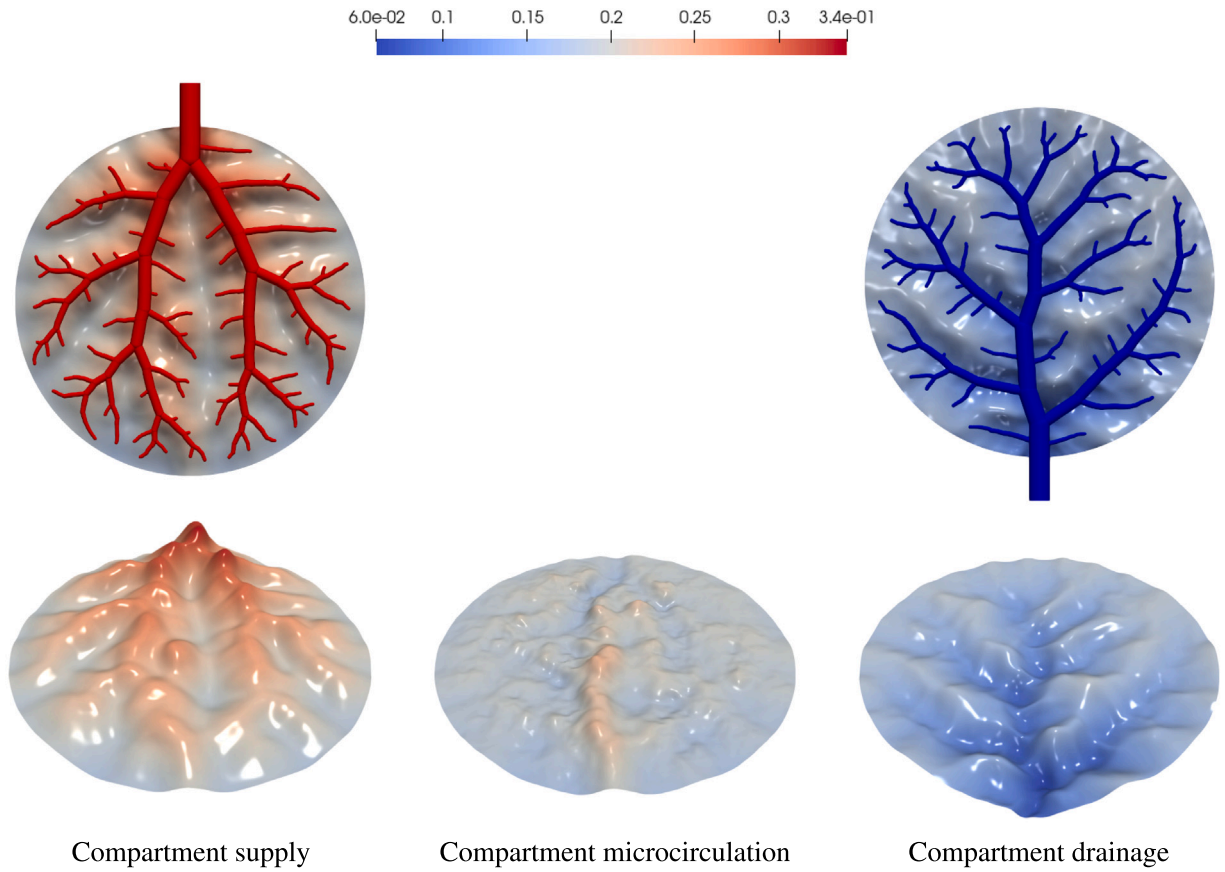 6.0e-02 0.1 0.15 0.2 0.25 0.3 3.4e-01
Compartment supply Compartment microcirculation Compartment drainage